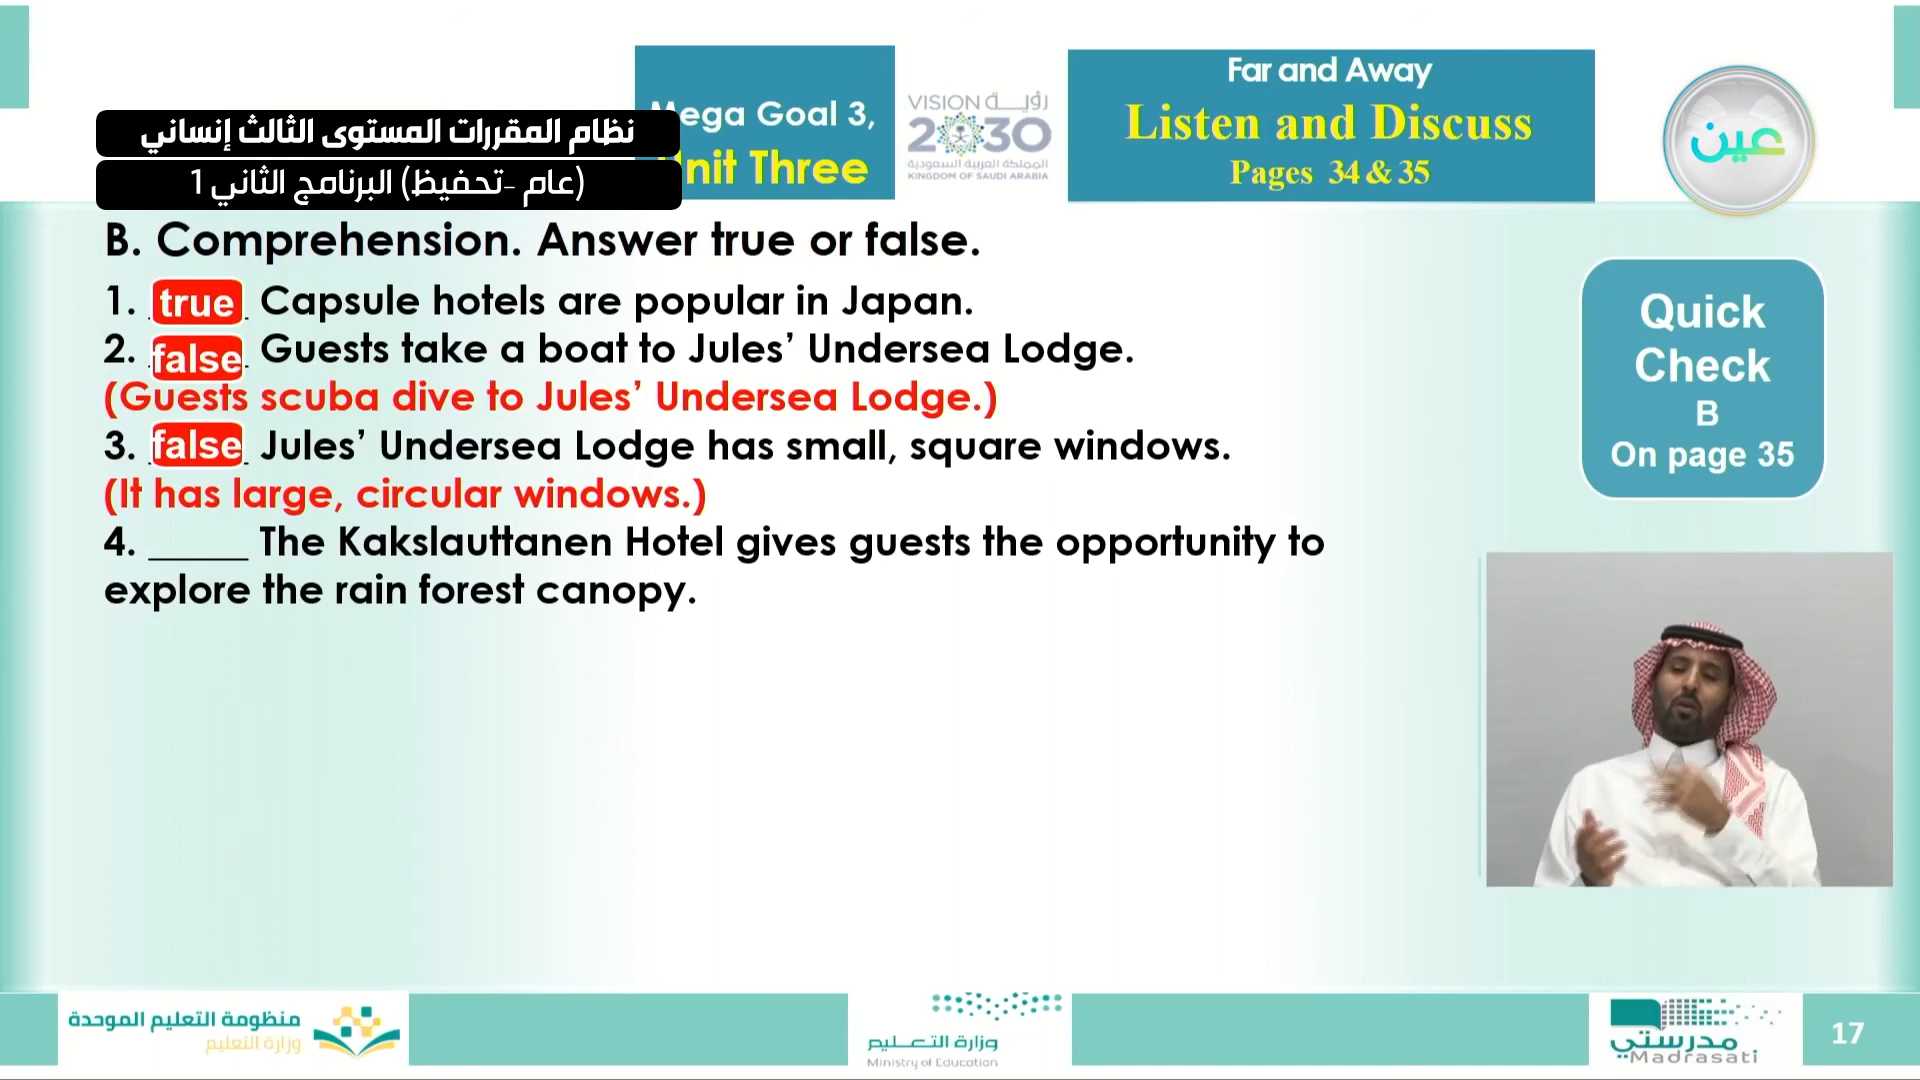 Mega Goal 3,
Unit Three
نظام المقررات المستوى الثالث إنساني
(عام -تحفيظ) البرنامج الثاني 1
VISION رؤيـة
2030
المملكة العربية السعودية
KINGDOM OF SAUDI ARABIA
Far and Away
Listen and Discuss
Pages 34 & 35
عين
B. Comprehension. Answer true or false.
1. true Capsule hotels are popular in Japan.
2. false Guests take a boat to Jules’ Undersea Lodge.
(Guests scuba dive to Jules’ Undersea Lodge.)
3. false Jules’ Undersea Lodge has small, square windows.
(It has large, circular windows.)
4. _____ The Kakslauttanen Hotel gives guests the opportunity to
explore the rain forest canopy.
Quick
Check
B
On page 35
منظومة التعليم الموحدة
وزارة التعليم
وزارة التعـــليم
Ministry of Education
مدرستي
Madrasati
17